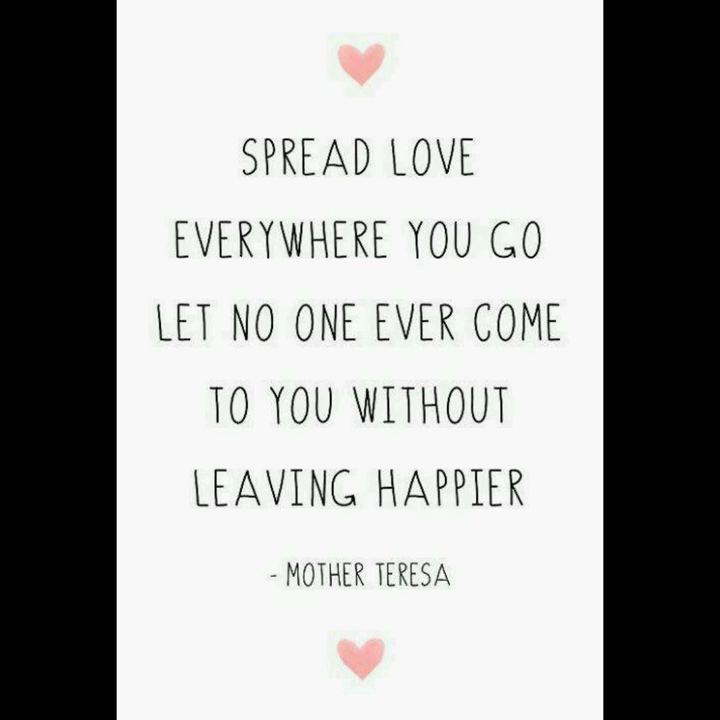 SPREAD LOVE
EVERYWHERE YOU GO
LET NO ONE EVER COME
TO YOU WITHOUT
LEAVING HAPPIER
- MOTHER TERESA